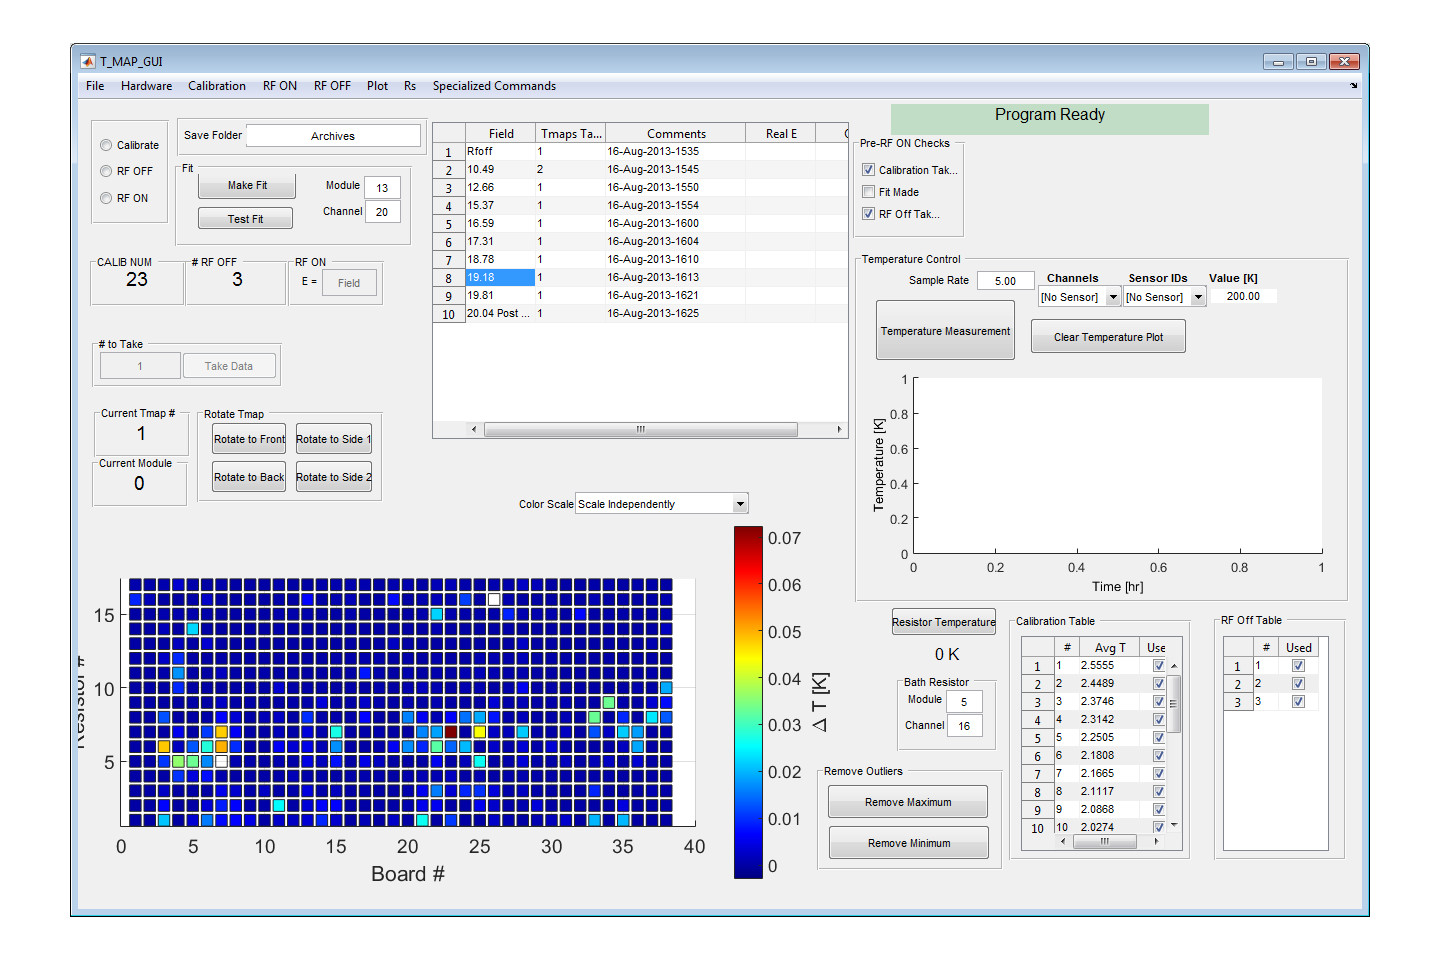 T_MAP_GUI
File Hardware Calibration RF ON RF OFF Plot Rs Specialized Commands
Program Ready
Calibrate
RF OFF
RF ON
Save Folder Archives
Fit
Make Fit
Test Fit
Module 13
Channel 20
CALIB NUM
23
# RF OFF
3
RF ON
E = Field
# to Take
1 Take Data
Current Tmap #
1
Current Module
0
Rotate Tmap
Rotate to Front Rotate to Side 1
Rotate to Back Rotate to Side 2
Field Tmaps Ta... Comments Real E
1 Rfoff 1 16-Aug-2013-1535
2 10.49 2 16-Aug-2013-1545
3 12.66 1 16-Aug-2013-1550
4 15.37 1 16-Aug-2013-1554
5 16.59 1 16-Aug-2013-1600
6 17.31 1 16-Aug-2013-1604
7 18.78 1 16-Aug-2013-1610
8 19.18 1 16-Aug-2013-1613
9 19.81 1 16-Aug-2013-1621
10 20.04 Post ... 1 16-Aug-2013-1625
Pre-RF ON Checks
Calibration Tak...
Fit Made
RF Off Tak...
Temperature Control
Sample Rate 5.00
Channels Sensor IDs Value [K]
[No Sensor] [No Sensor] 200.00
Temperature Measurement
Clear Temperature Plot
1
0.8
0.6
0.4
0.2
0
Temperature [K]
0 0.2 0.4 0.6 0.8 1
Time [hr]
Color Scale Scale Independently
15
10
5
Resistor #
0 5 10 15 20 25 30 35 40
Board #
0.07
0.06
0.05
0.04
0.03
0.02
0.01
0
Δ T [K]
Resistor Temperature
0 K
Bath Resistor
Module 5
Channel 16
Remove Outliers
Remove Maximum
Remove Minimum
Calibration Table
# Avg T Use
1 1 2.5555
2 2 2.4489
3 3 2.3746
4 4 2.3142
5 5 2.2505
6 6 2.1808
7 7 2.1665
8 8 2.1117
9 9 2.0868
10 10 2.0274
RF Off Table
# Used
1 1
2 2
3 3